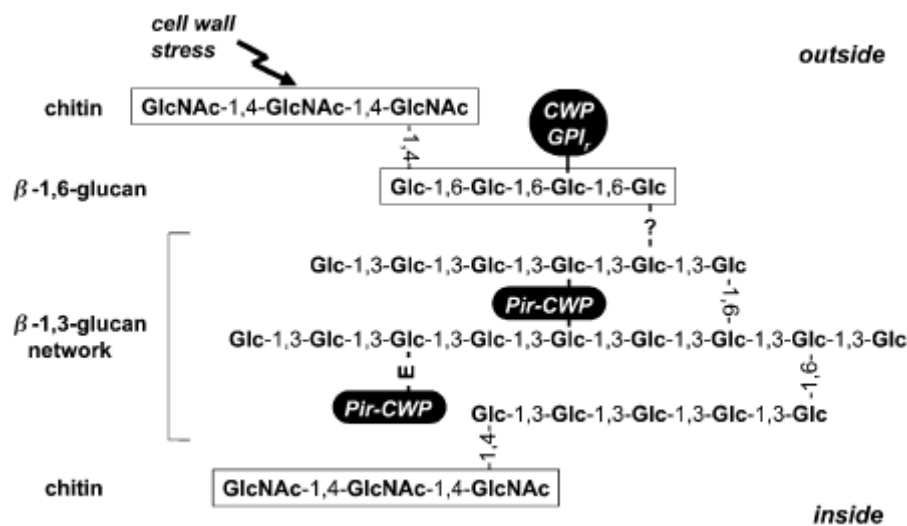 cell wall
stress
outside
chitin
GlcNAc-1,4-GlcNAc-1,4-GlcNAc
CWP
GPIr
-1,4-
β-1,6-glucan
Glc-1,6-Glc-1,6-Glc-1,6-Glc
?
Glc-1,3-Glc-1,3-Glc-1,3-Glc-1,3-Glc-1,3-Glc
Pir-CWP
-1,6-
β-1,3-glucan
network
Glc-1,3-Glc-1,3-Glc-1,3-Glc-1,3-Glc-1,3-Glc-1,3-Glc-1,3-Glc-1,3-Glc
E
-1,6-
Pir-CWP
Glc-1,3-Glc-1,3-Glc-1,3-Glc-1,3-Glc
-1,4-
chitin
GlcNAc-1,4-GlcNAc-1,4-GlcNAc
inside